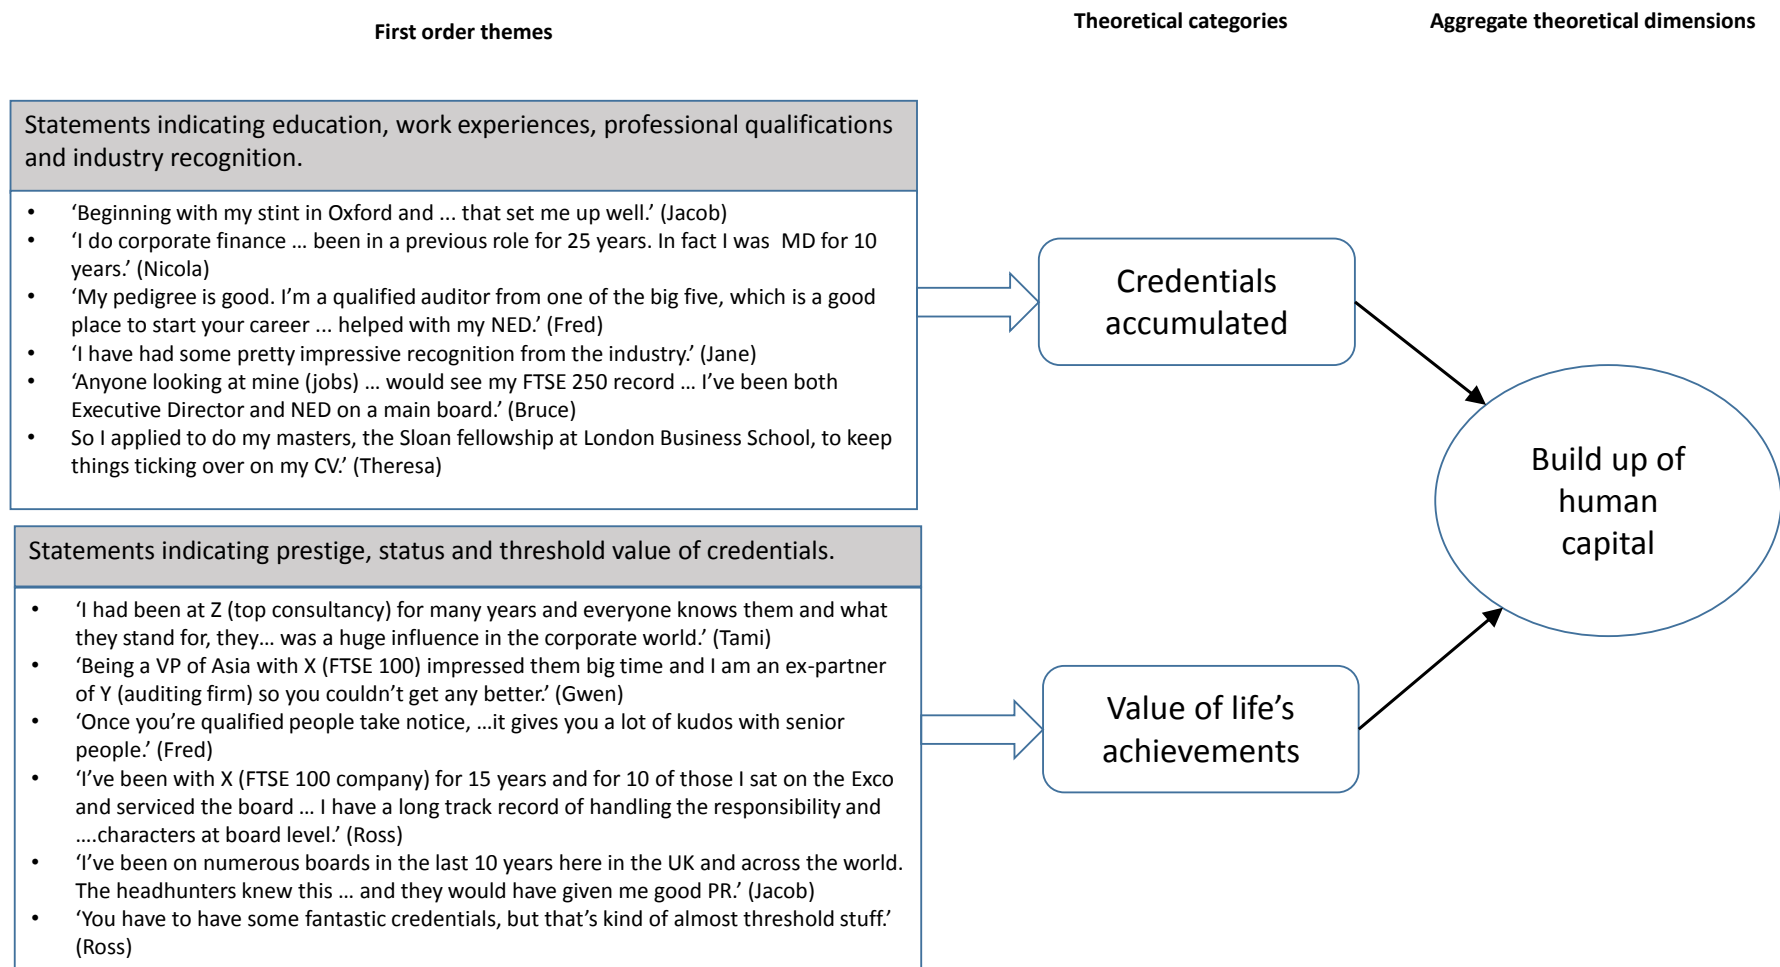 First order themes
Theoretical categories
Aggregate theoretical dimensions
Statements indicating education, work experiences, professional qualifications
and industry recognition.
• ‘Beginning with my stint in Oxford and ... that set me up well.’ (Jacob)
• ‘I do corporate finance ... been in a previous role for 25 years. In fact I was  MD for 10
years.’ (Nicola)
• ‘My pedigree is good. I’m a qualified auditor from one of the big five, which is a good
place to start your career ... helped with my NED.’ (Fred)
• ‘I have had some pretty impressive recognition from the industry.’ (Jane)
• ‘Anyone looking at mine (jobs) ... would see my FTSE 250 record ... I’ve been both
Executive Director and NED on a main board.’ (Bruce)
• So I applied to do my masters, the Sloan fellowship at London Business School, to keep
things ticking over on my CV.’ (Theresa)
Credentials
accumulated
Build up of
human
capital
Statements indicating prestige, status and threshold value of credentials.
• ‘I had been at Z (top consultancy) for many years and everyone knows them and what
they stand for, they... was a huge influence in the corporate world.’ (Tami)
• ‘Being a VP of Asia with X (FTSE 100) impressed them big time and I am an ex-partner
of Y (auditing firm) so you couldn’t get any better.’ (Gwen)
• ‘Once you’re qualified people take notice, ...it gives you a lot of kudos with senior
people.’ (Fred)
• ‘I’ve been with X (FTSE 100 company) for 15 years and for 10 of those I sat on the Exco
and serviced the board ... I have a long track record of handling the responsibility and
....characters at board level.’ (Ross)
• ‘I’ve been on numerous boards in the last 10 years here in the UK and across the world.
The headhunters knew this ... and they would have given me good PR.’ (Jacob)
• ‘You have to have some fantastic credentials, but that’s kind of almost threshold stuff.’
(Ross)
Value of life’s
achievements